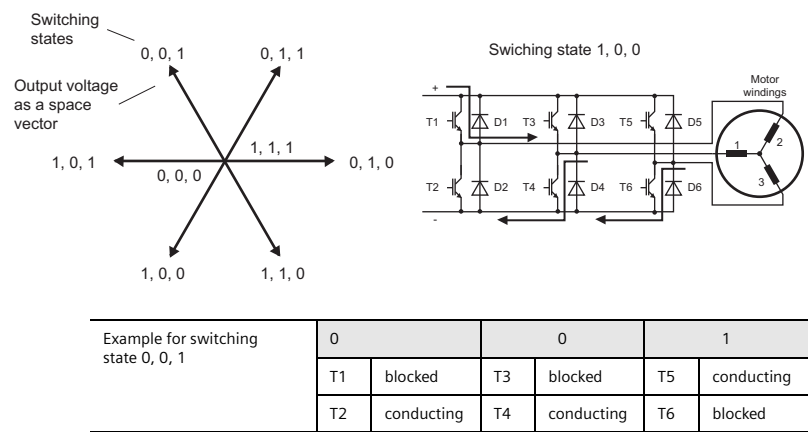 Switching
states
0, 0, 1
0, 1, 1
Output voltage
as a space
vector
1, 1, 1
1, 0, 1
0, 0, 0
0, 1, 0
1, 0, 0
1, 1, 0
Swiching state 1, 0, 0
Motor
windings
+
T1 D1 T3 D3 T5 D5
1 2
3
T2 D2 T4 D4 T6 D6
-
Example for switching
state 0, 0, 1
0 0 1
T1 blocked T3 blocked T5 conducting
T2 conducting T4 conducting T6 blocked